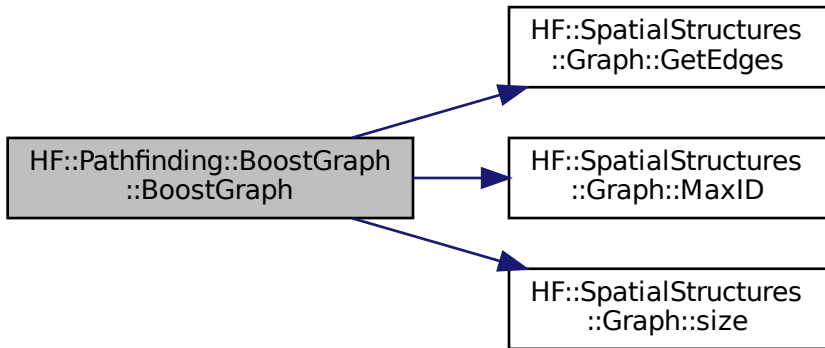 HF::SpatialStructures
::Graph::GetEdges
HF::Pathfinding::BoostGraph
::BoostGraph
HF::SpatialStructures
::Graph::MaxID
HF::SpatialStructures
::Graph::size